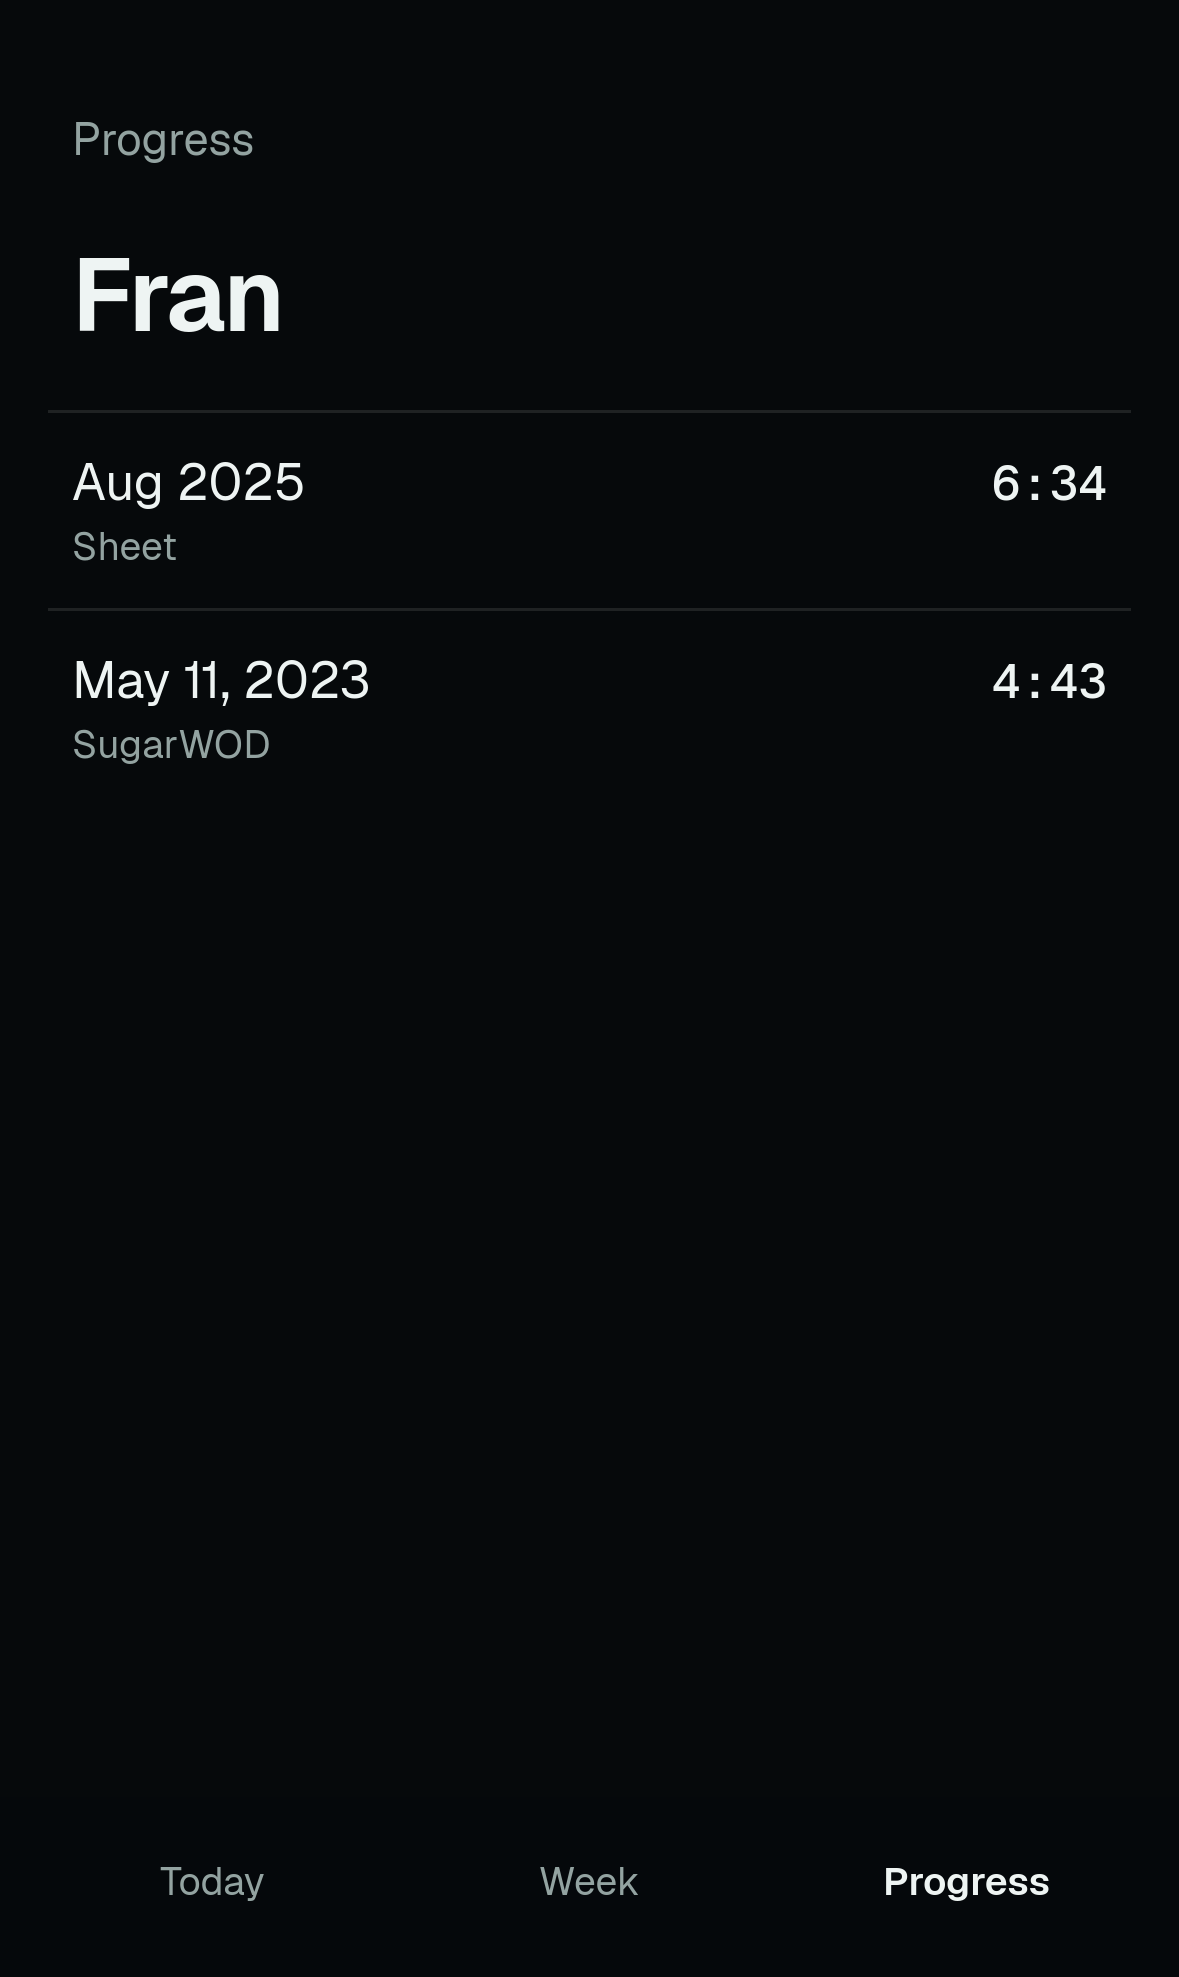 Progress
Fran
Aug 2025 6:34
Sheet
May 11, 2023 4:43
SugarWOD
Today Week Progress